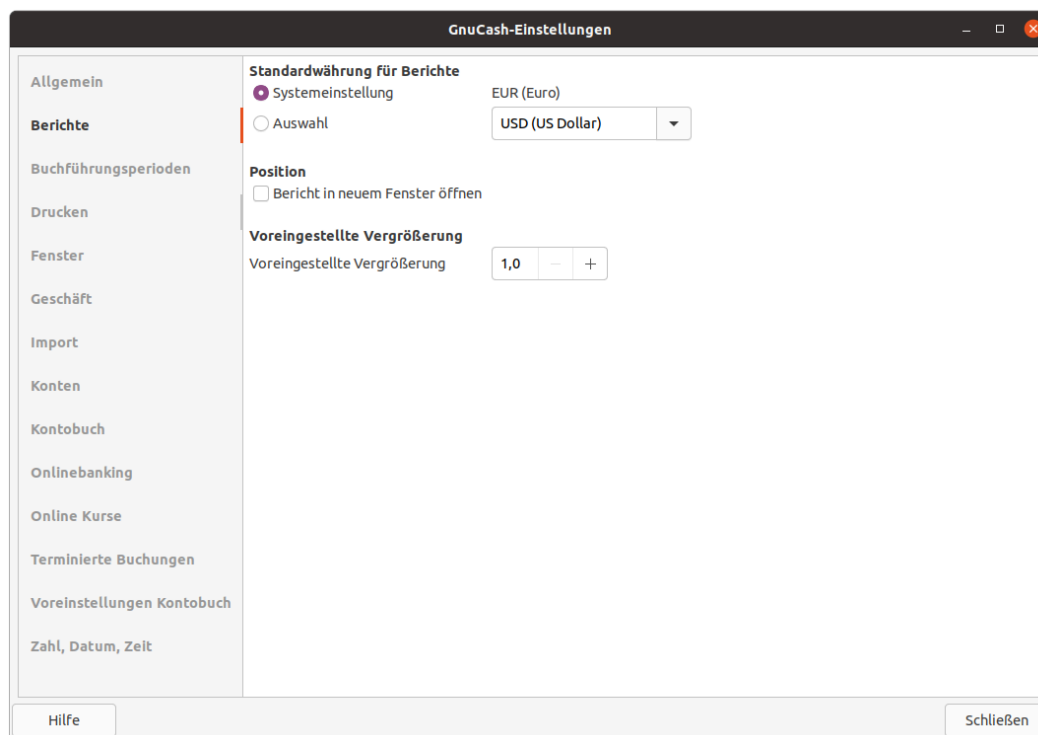 GnuCash-Einstellungen
Allgemein
Berichte
Buchführungsperioden
Drucken
Fenster
Geschäft
Import
Konten
Kontobuch
Onlinebanking
Online Kurse
Terminierte Buchungen
Voreinstellungen Kontobuch
Zahl, Datum, Zeit
Standardwährung für Berichte
Systemeinstellung EUR (Euro)
Auswahl USD (US Dollar)
Position
Bericht in neuem Fenster öffnen
Voreingestellte Vergrößerung
Voreingestellte Vergrößerung 1,0
Hilfe Schließen